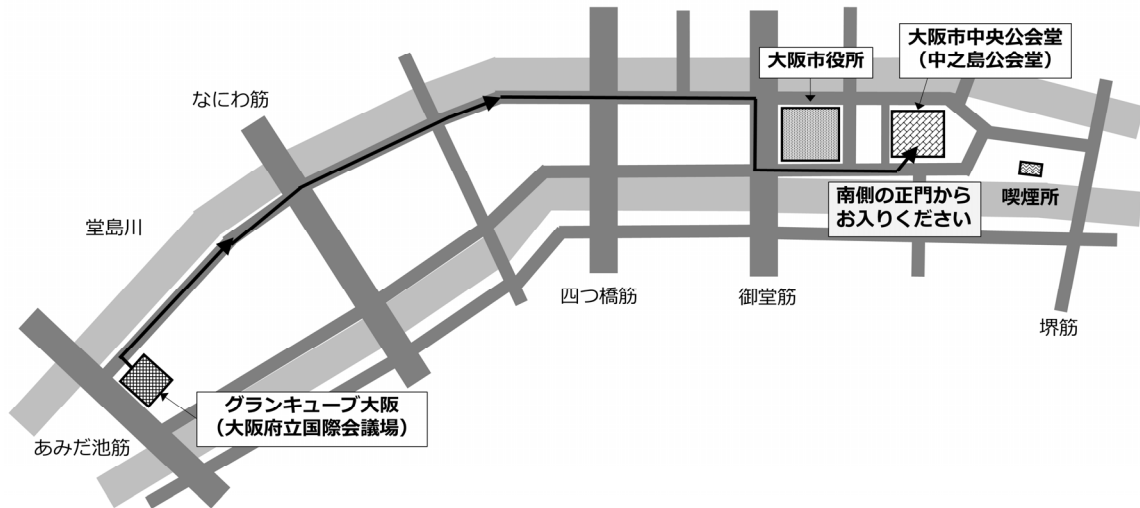 大阪市中央公会堂
(中之島公会堂)
大阪市役所
なにわ筋
堂島川
南側の正門から
お入りください
喫煙所
四つ橋筋
御堂筋
堺筋
グランキューブ大阪
(大阪府立国際会議場)
あみだ池筋